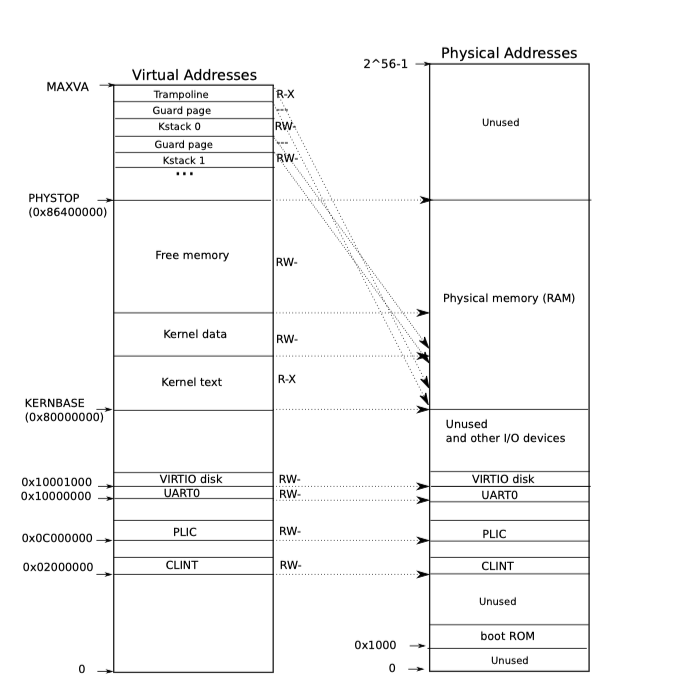 Physical Addresses
2^56-1
Virtual Addresses
MAXVA
Trampoline
R-X
Guard page
---
Unused
Kstack 0
RW-
Guard page
---
Kstack 1
RW-
...
PHYSTOP
(0x86400000)
Free memory
RW-
Physical memory (RAM)
Kernel data
RW-
Kernel text
R-X
KERNBASE
(0x80000000)
Unused
and other I/O devices
0x10001000
VIRTIO disk
RW-
VIRTIO disk
0x10000000
UART0
RW-
UART0
0x0C000000
PLIC
RW-
PLIC
0x02000000
CLINT
RW-
CLINT
Unused
boot ROM
0x1000
Unused
0
0